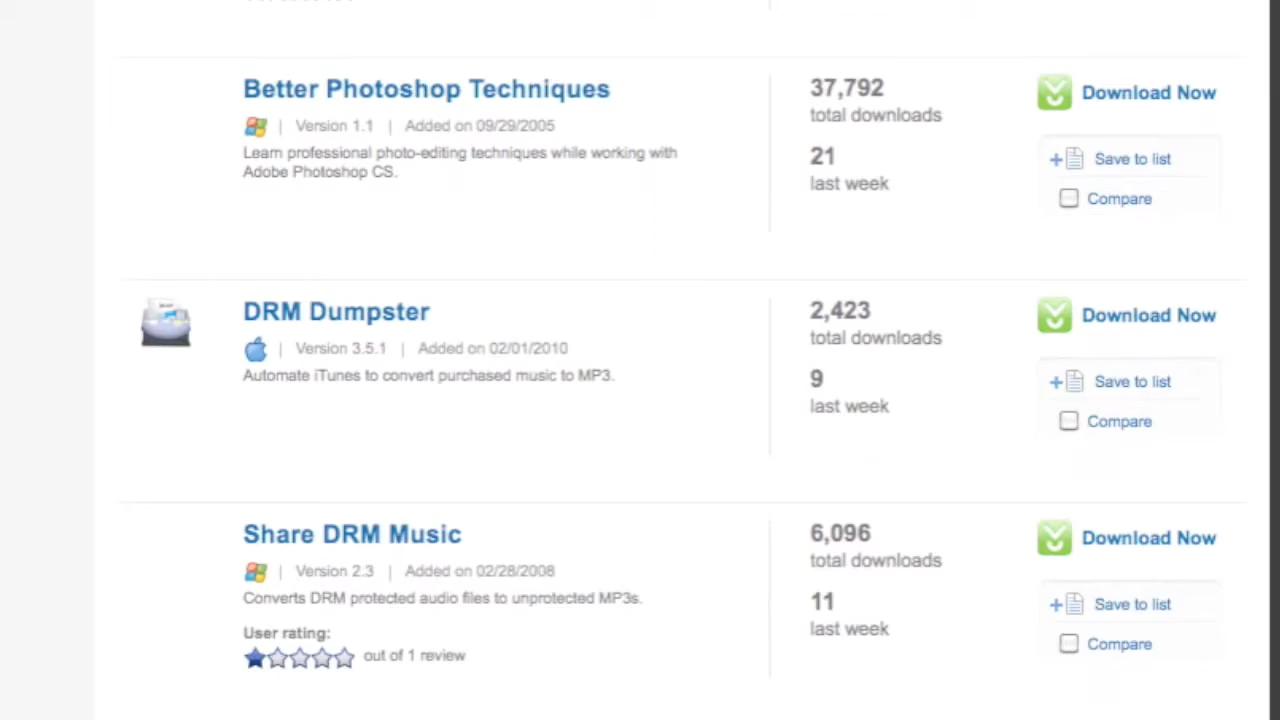 Better Photoshop Techniques
| Version 1.1 | Added on 09/29/2005
Learn professional photo-editing techniques while working with
Adobe Photoshop CS.
37,792
total downloads
21
last week
Download Now
+ Save to list
Compare
DRM Dumpster
| Version 3.5.1 | Added on 02/01/2010
Automate iTunes to convert purchased music to MP3.
2,423
total downloads
9
last week
Download Now
+ Save to list
Compare
Share DRM Music
| Version 2.3 | Added on 02/28/2008
Converts DRM protected audio files to unprotected MP3s.
User rating:
out of 1 review
6,096
total downloads
11
last week
Download Now
+ Save to list
Compare